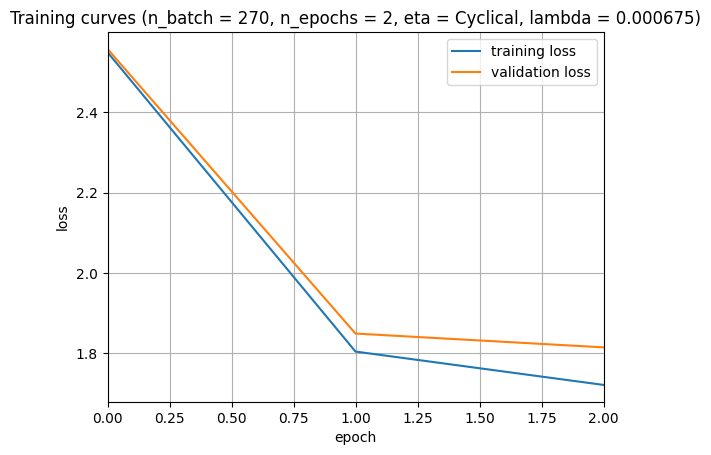 Training curves (n_batch = 270, n_epochs = 2, eta = Cyclical, lambda = 0.000675)
training loss
validation loss
2.4
2.2
2.0
1.8
loss
0.00 0.25 0.50 0.75 1.00 1.25 1.50 1.75 2.00
epoch